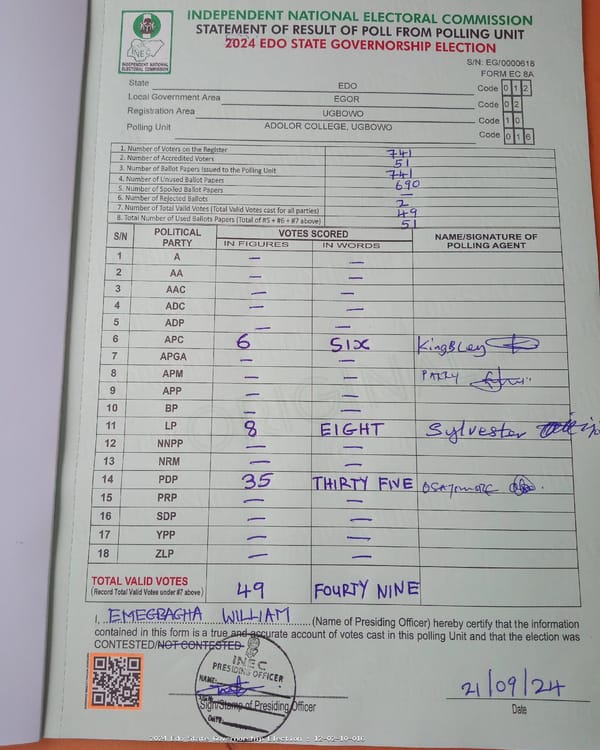 INDEPENDENT NATIONAL ELECTORAL COMMISSION
STATEMENT OF RESULT OF POLL FROM POLLING UNIT
2024 EDO STATE GOVERNORSHIP ELECTION
INEC
INDEPENDENT NATIONAL
ELECTORAL COMMISSION
S/N: EG/0000618
FORM EC 8A
State EDO Code 0 1 2
Local Government Area EGOR Code 0 2
Registration Area UGBOWO Code 1 0
Polling Unit ADOLOR COLLEGE, UGBOWO Code 0 1 6
1. Number of Voters on the Register 741
2. Number of Accredited Voters 51
3. Number of Ballot Papers Issued to the Polling Unit 741
4. Number of Unused Ballot Papers 690
5. Number of Spoiled Ballot Papers —
6. Number of Rejected Ballots 2
7. Number of Total Valid Votes (Total Valid Votes cast for all parties) 49
8. Total Number of Used Ballots Papers (Total of #5 + #6 + #7 above) 51
S/N POLITICAL PARTY VOTES SCORED NAME/SIGNATURE OF POLLING AGENT
IN FIGURES IN WORDS
1 A — —
2 AA — —
3 AAC — —
4 ADC — —
5 ADP — —
6 APC 6 SIX KingBLey
7 APGA — —
8 APM — —
9 APP — —
10 BP — —
11 LP 8 EIGHT Sylvester
12 NNPP — —
13 NRM — —
14 PDP 35 THIRTY FIVE
15 PRP — —
16 SDP — —
17 YPP — —
18 ZLP — —
TOTAL VALID VOTES 49 FOURTY NINE
(Record Total Valid Votes under #7 above)
I, EMEGBAGHA WILLIAM (Name of Presiding Officer) hereby certify that the information
contained in this form is a true and accurate account of votes cast in this polling Unit and that the election was
CONTESTED/NOT CONTESTED
INEC
PRESIDING OFFICER
NAME:
DATE
Sign/Stamp of Presiding Officer
21/09/24
Date
2024 Edo State Governorship Election - 12-02-10-016